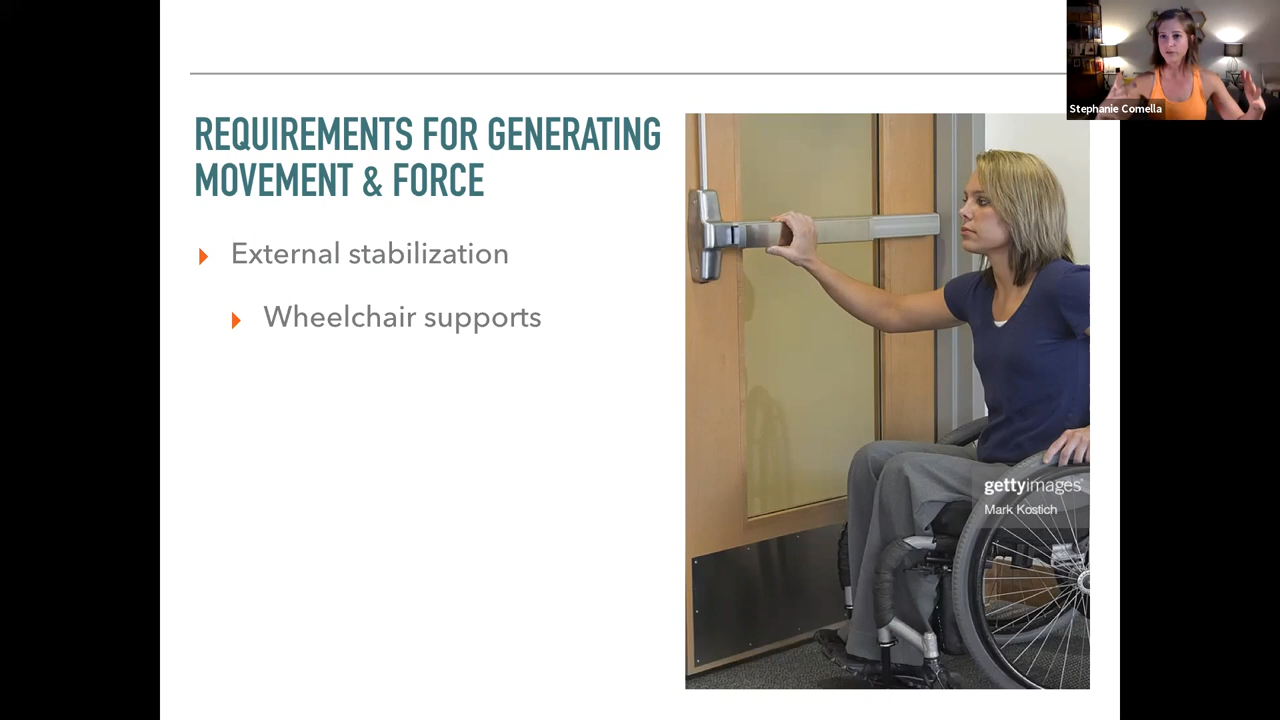 Stephanie Comella
REQUIREMENTS FOR GENERATING
MOVEMENT & FORCE
External stabilization
Wheelchair supports
gettyimages
Mark Kostich